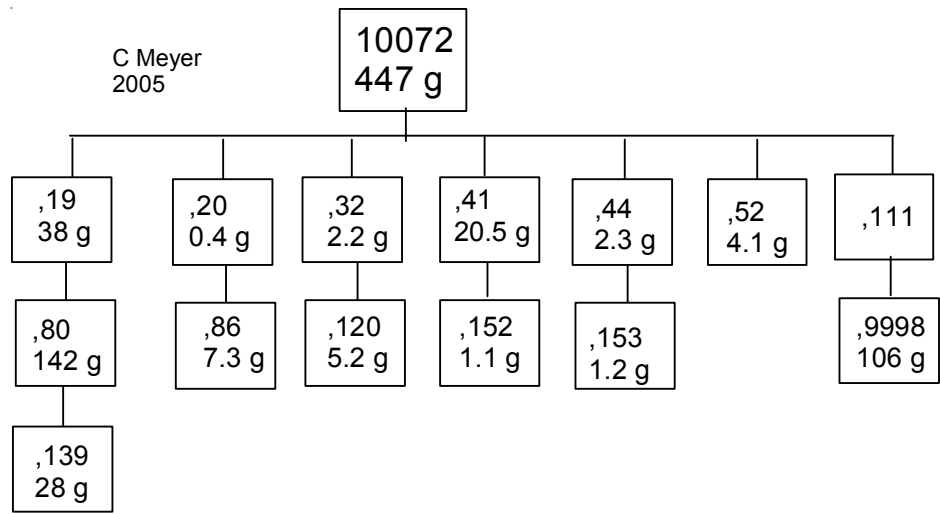 C Meyer
2005
10072
447 g
,19
38 g
,20
0.4 g
,32
2.2 g
,41
20.5 g
,44
2.3 g
,52
4.1 g
,111
,80
142 g
,86
7.3 g
,120
5.2 g
,152
1.1 g
,153
1.2 g
,9998
106 g
,139
28 g